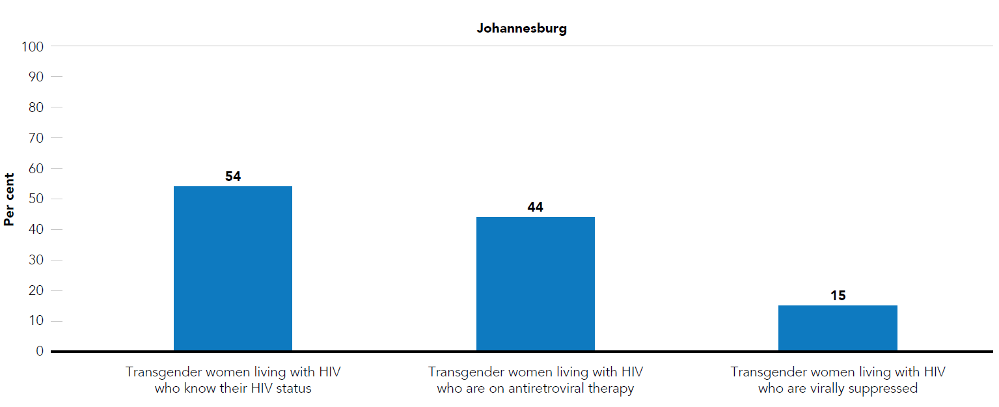 Johannesburg
100
90
80
70
60
50
40
30
20
10
0
Per cent
54
44
15
Transgender women living with HIV
who know their HIV status
Transgender women living with HIV
who are on antiretroviral therapy
Transgender women living with HIV
who are virally suppressed